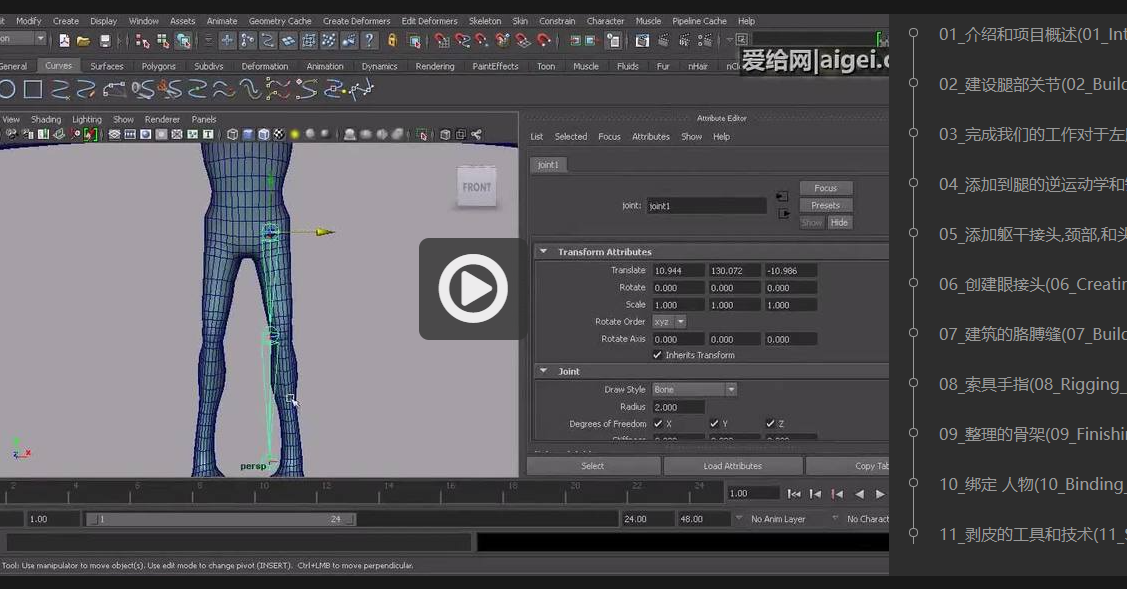 Modify Create Display Window Assets Animate Geometry Cache Create Deformers Edit Deformers Skeleton Skin Constrain Character Muscle Pipeline Cache Help
General Curves Surfaces Polygons Subdivs Deformation Animation Dynamics Rendering PaintEffects Toon Muscle Fluids Fur nHair
爱给网|aigei.c
View Shading Lighting Show Renderer Panels
FRONT
persp
Attribute Editor
List Selected Focus Attributes Show Help
joint1
joint: joint1
Focus
Presets
Show Hide
Transform Attributes
Translate 10.944 130.072 -10.986
Rotate 0.000 0.000 0.000
Scale 1.000 1.000 1.000
Rotate Order xyz
Rotate Axis 0.000 0.000 0.000
Inherits Transform
Joint
Draw Style Bone
Radius 2.000
Degrees of Freedom X Y Z
Select Load Attributes Copy Tab
2 4 6 8 10 12 14 16 18 20 22 24
1.00
1.00 1 24 24.00 48.00 No Anim Layer No Charact
Tool: Use manipulator to move object(s). Use edit mode to change pivot (INSERT). Ctrl+LMB to move perpendicular.
01_介绍和项目概述(01_Int
02_建设腿部关节(02_Build
03_完成我们的工作对于左
04_添加到腿的逆运动学和
05_添加躯干接头,颈部,和头
06_创建眼接头(06_Creatin
07_建筑的胳膊缝(07_Build
08_索具手指(08_Rigging_
09_整理的骨架(09_Finishin
10_绑定 人物(10_Binding_
11_剥皮的工具和技术(11_S